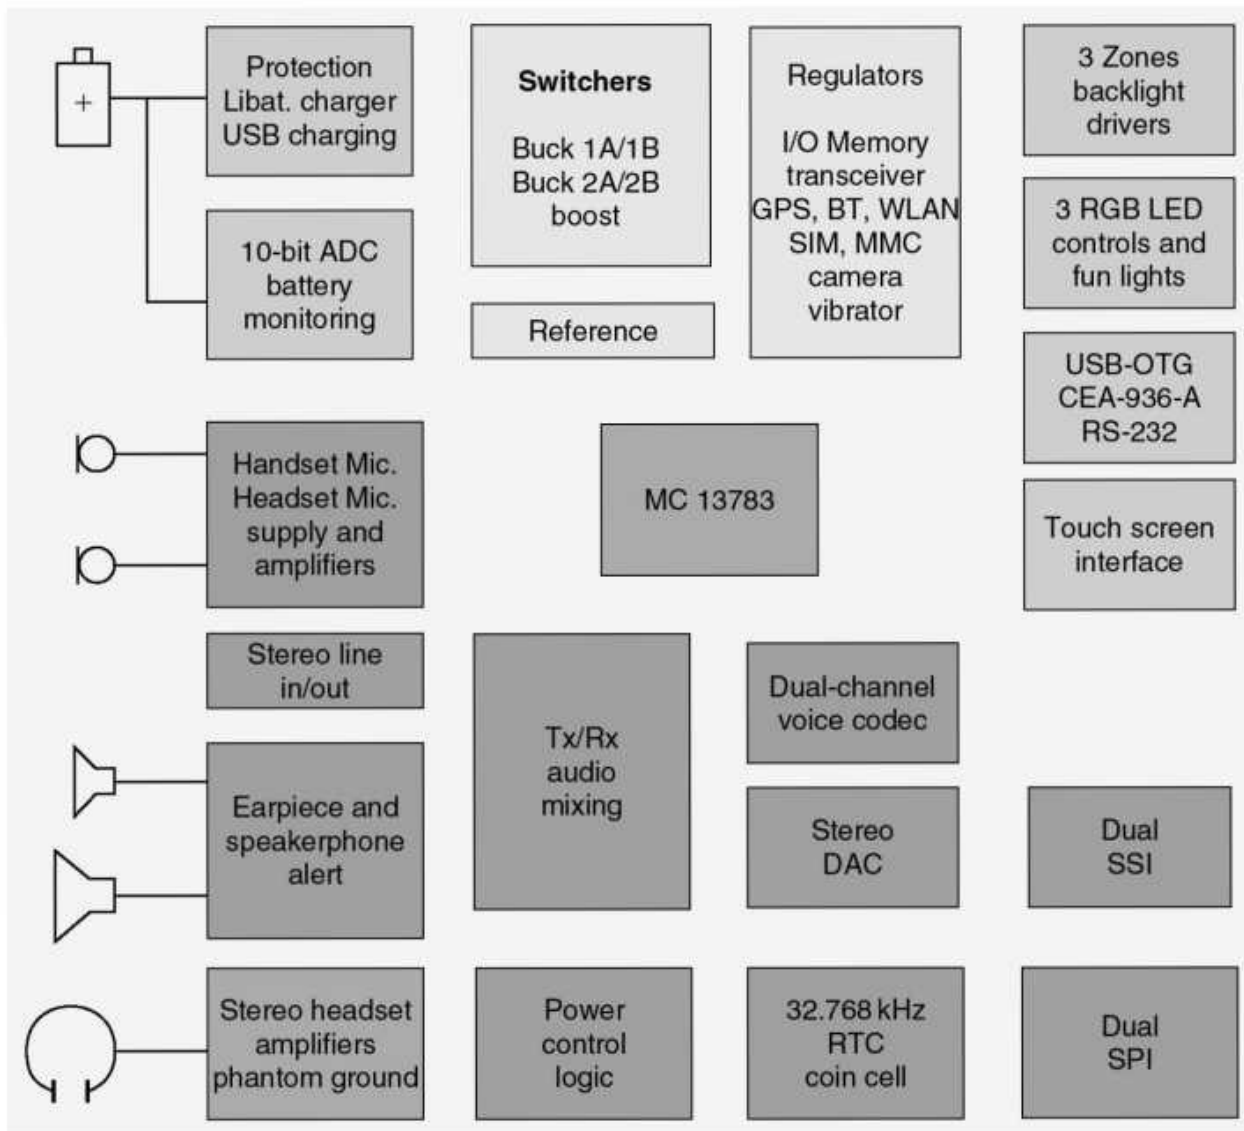 +
Protection
Libat. charger
USB charging
10-bit ADC
battery
monitoring
Switchers
Buck 1A/1B
Buck 2A/2B
boost
Reference
Regulators
I/O Memory
transceiver
GPS, BT, WLAN
SIM, MMC
camera
vibrator
3 Zones
backlight
drivers
3 RGB LED
controls and
fun lights
USB-OTG
CEA-936-A
RS-232
Touch screen
interface
Handset Mic.
Headset Mic.
supply and
amplifiers
MC 13783
Stereo line
in/out
Earpiece and
speakerphone
alert
Tx/Rx
audio
mixing
Dual-channel
voice codec
Stereo
DAC
Dual
SSI
Stereo headset
amplifiers
phantom ground
Power
control
logic
32.768 kHz
RTC
coin cell
Dual
SPI